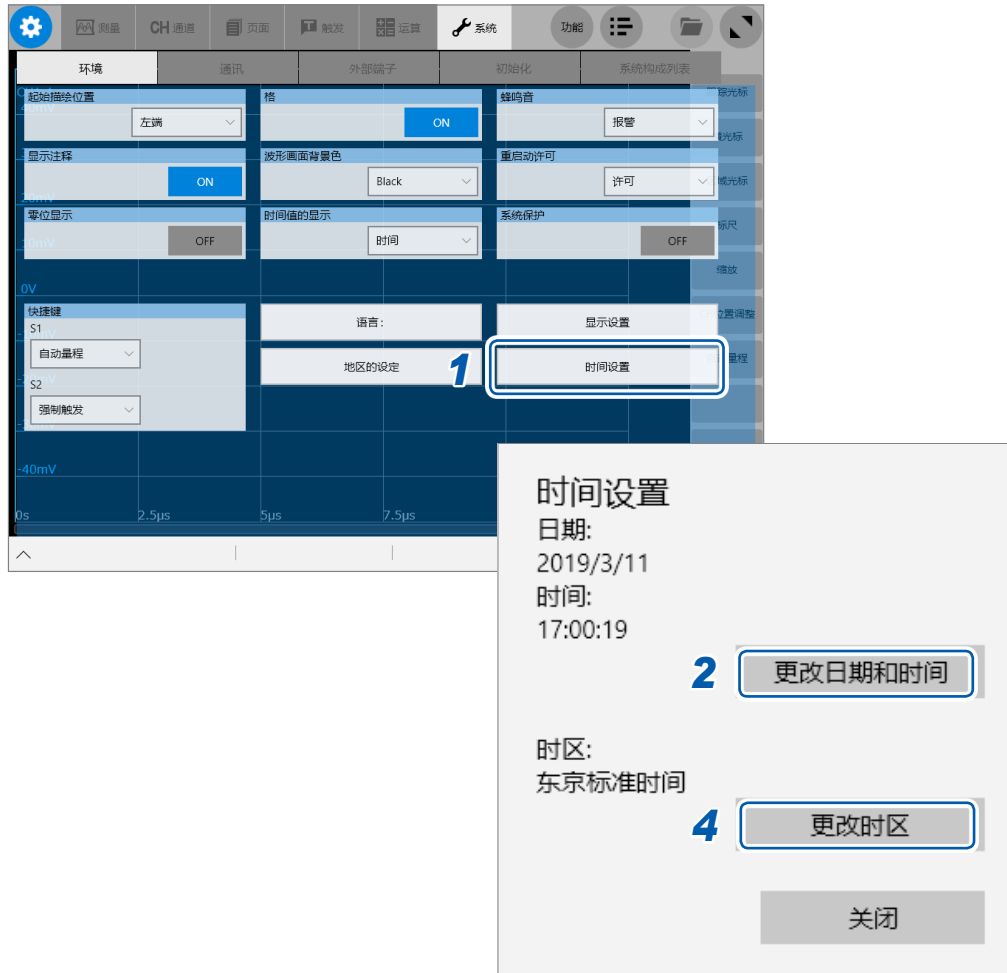 测量
CH 通道
页面
触发
运算
系统
功能
环境
通讯
外部端子
初始化
系统构成列表
起始描绘位置
左端
格
ON
蜂鸣音
报警
显示注释
ON
波形画面背景色
Black
重启动许可
许可
零位显示
OFF
时间值的显示
时间
系统保护
OFF
标尺
缩放
0V
快捷键
S1
自动量程
S2
强制触发
语言:
显示设置
地区的设定
1
时间设置
位置调整
量程
-40mV
0s
2.5μs
5μs
7.5μs
时间设置
日期:
2019/3/11
时间:
17:00:19
2
更改日期和时间
时区:
东京标准时间
4
更改时区
关闭